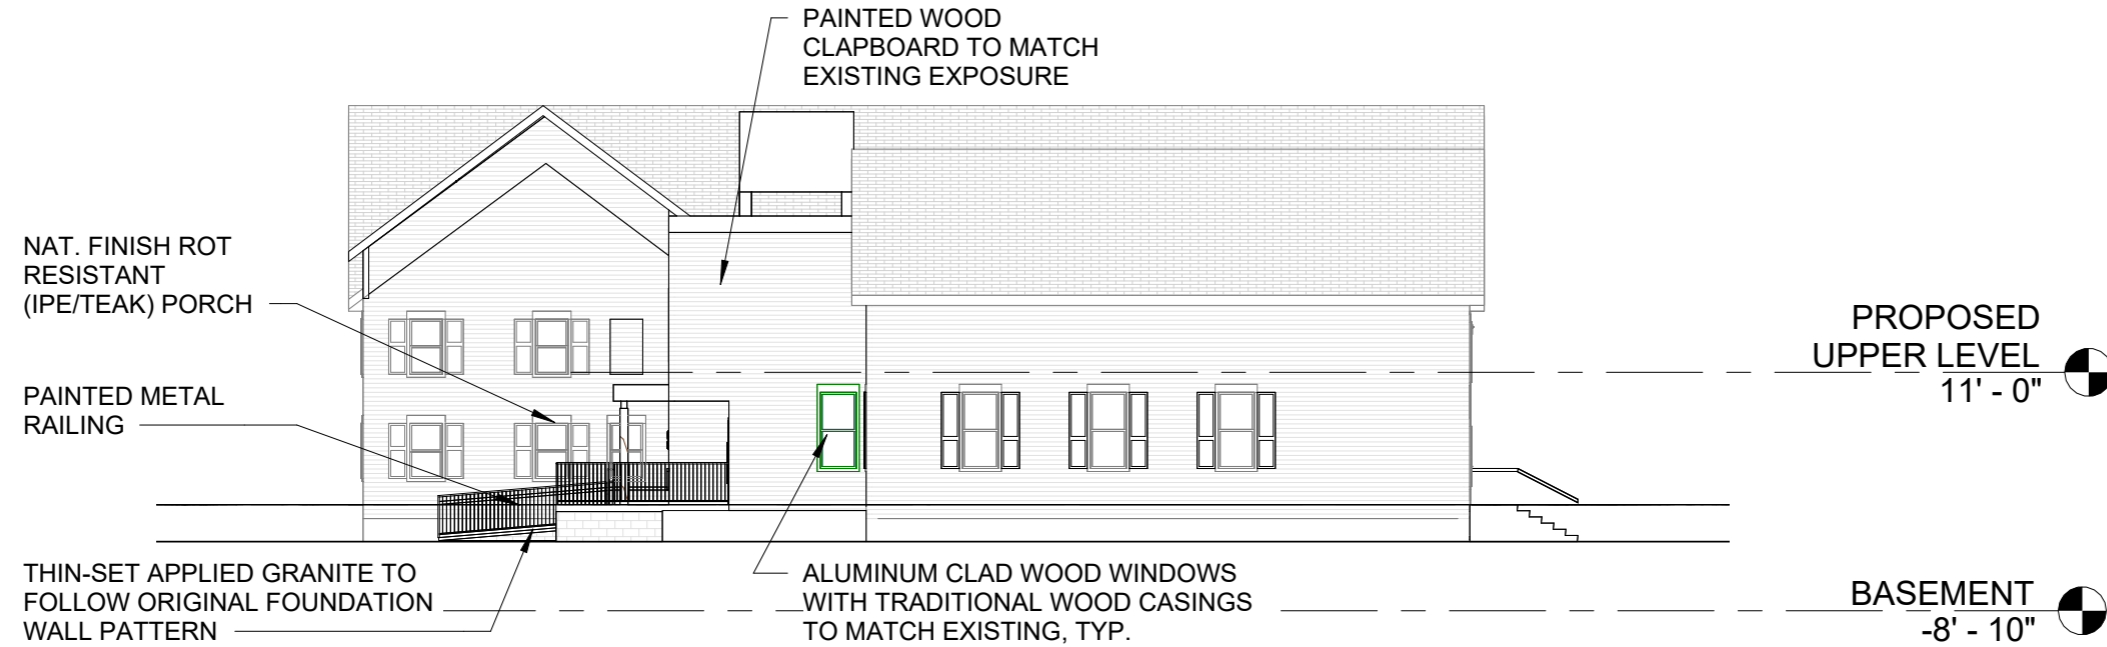 PAINTED WOOD
CLAPBOARD TO MATCH
EXISTING EXPOSURE
NAT. FINISH ROT
RESISTANT
(IPE/TEAK) PORCH
PAINTED METAL
RAILING
PROPOSED
UPPER LEVEL
11' - 0"
THIN-SET APPLIED GRANITE TO
FOLLOW ORIGINAL FOUNDATION
WALL PATTERN
ALUMINUM CLAD WOOD WINDOWS
WITH TRADITIONAL WOOD CASINGS
TO MATCH EXISTING, TYP.
BASEMENT
-8' - 10"